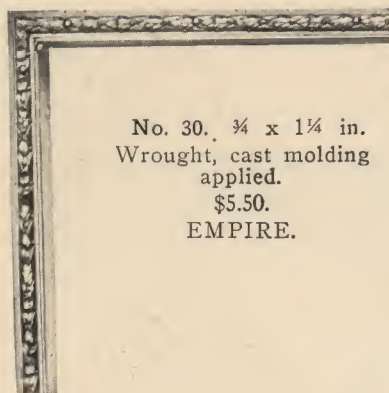 No. 30. ¾ x 1¼ in.
Wrought, cast molding
applied.
$5.50.
EMPIRE.